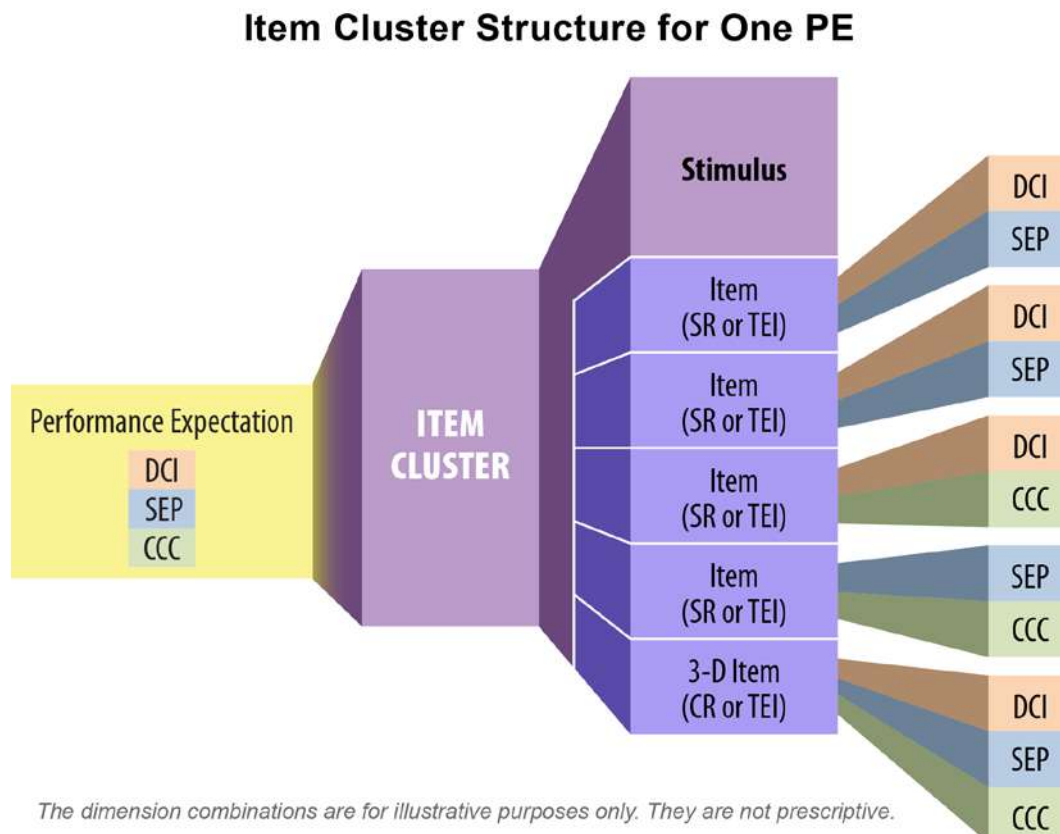 Item Cluster Structure for One PE
Performance Expectation
DCI
SEP
CCC
ITEM
CLUSTER
Stimulus
Item
(SR or TEI)
Item
(SR or TEI)
Item
(SR or TEI)
Item
(SR or TEI)
3-D Item
(CR or TEI)
DCI
SEP
DCI
SEP
DCI
CCC
SEP
CCC
DCI
SEP
CCC
The dimension combinations are for illustrative purposes only. They are not prescriptive.